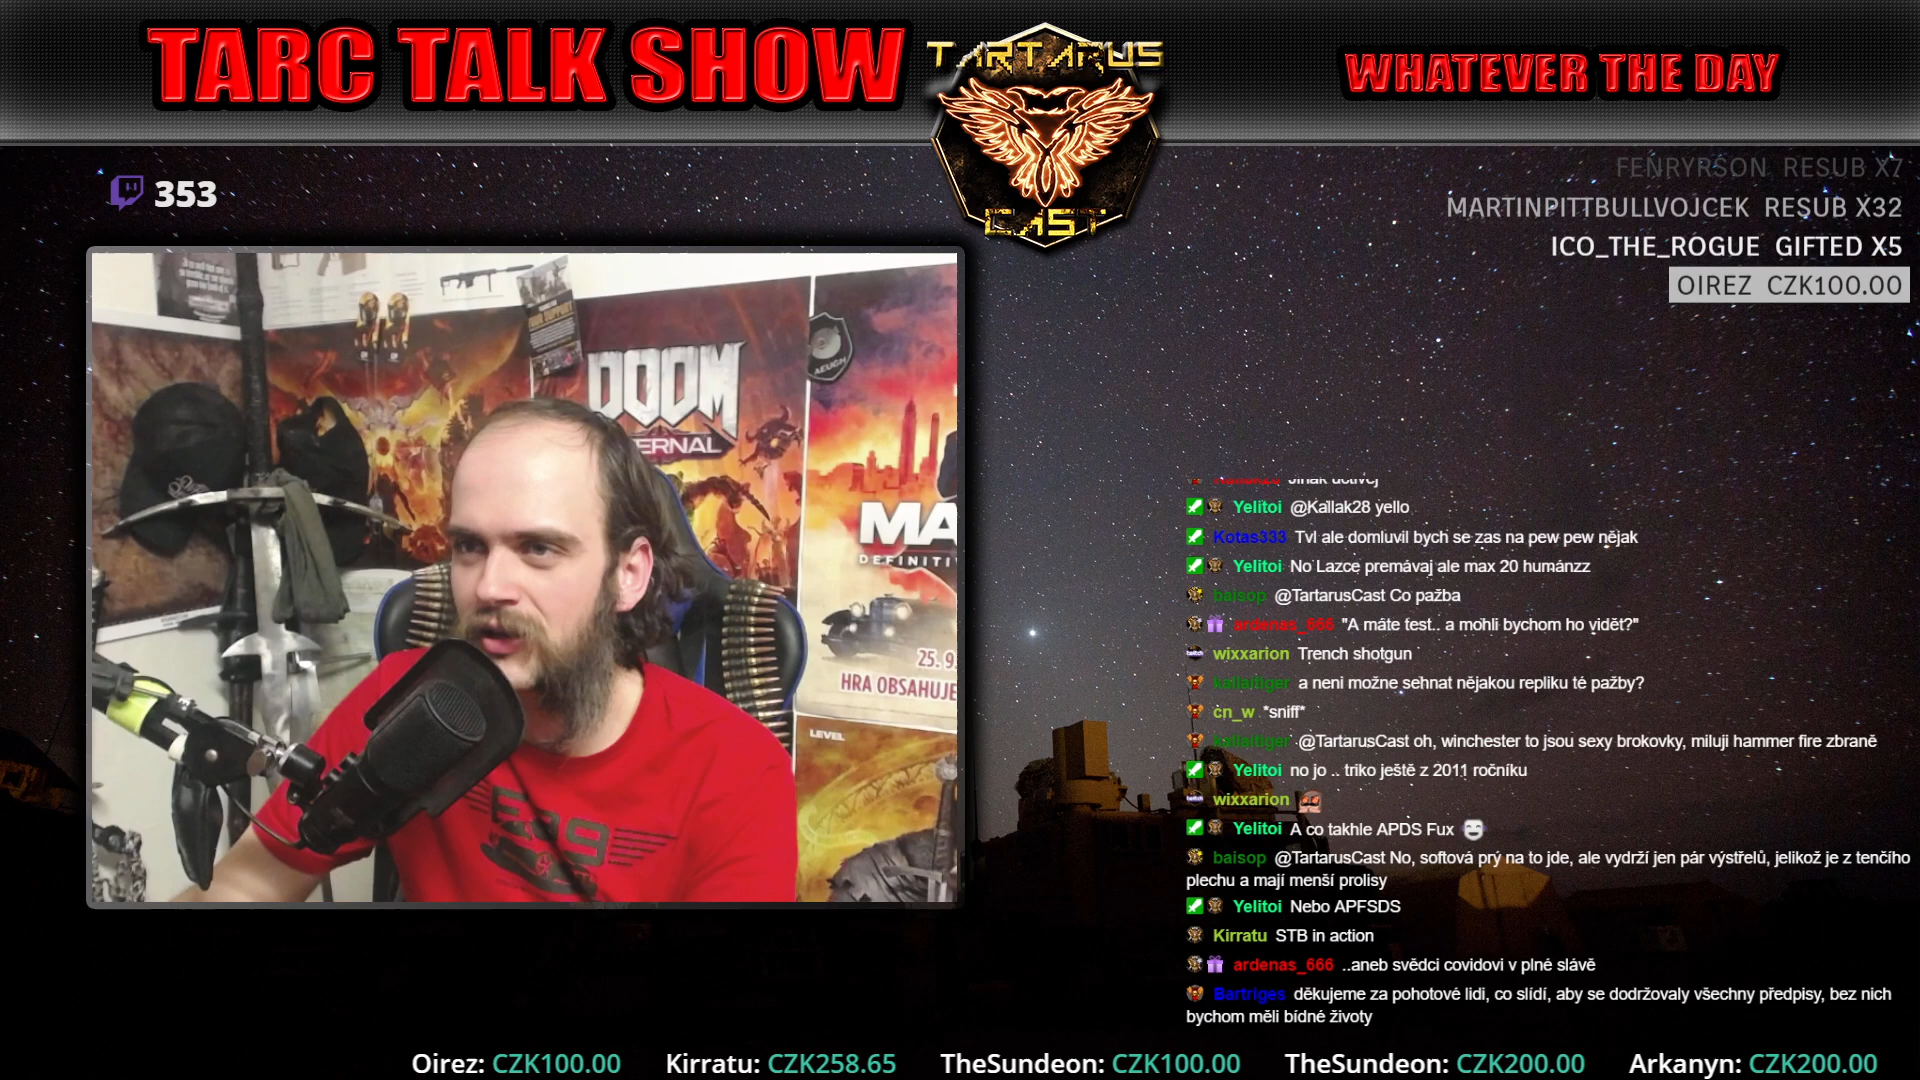 TARC TALK SHOW
TARTARUS
CAST
WHATEVER THE DAY
353
FENRYRSON RESUB X7
MARTINPITTBULLVOJCEK RESUB X32
ICO_THE_ROGUE GIFTED X5
OIREZ CZK100.00
DOOM
ERNAL
AEUGH
MA
DEFINITI
25. 9.
HRA OBSAHUJE
LEVEL
Jinak úctivej
Yelitoi @Kallak28 yello
Kotas333 Tvl ale domluvil bych se zas na pew pew nějak
Yelitoi No Lazce premávaj ale max 20 humánzz
baisop @TartarusCast Co pažba
ardenas_666 "A máte test.. a mohli bychom ho vidět?"
wixxarion Trench shotgun
a neni možne sehnat nějakou repliku té pažby?
cn_w *sniff*
@TartarusCast oh, winchester to jsou sexy brokovky, miluji hammer fire zbraně
Yelitoi no jo .. triko ještě z 2011 ročníku
wixxarion
Yelitoi A co takhle APDS Fux
baisop @TartarusCast No, softová prý na to jde, ale vydrží jen pár výstřelů, jelikož je z tenčího
plechu a mají menší prolisy
Yelitoi Nebo APFSDS
Kirratu STB in action
ardenas_666 ..aneb svědci covidovi v plné slávě
Bartriges děkujeme za pohotové lidi, co slídí, aby se dodržovaly všechny předpisy, bez nich
bychom měli bídné životy
Oirez: CZK100.00 Kirratu: CZK258.65 TheSundeon: CZK100.00 TheSundeon: CZK200.00 Arkanyn: CZK200.00